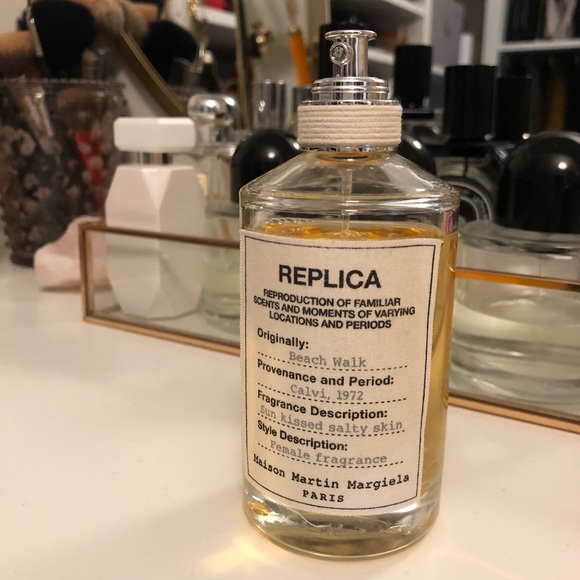 REPLICA
REPRODUCTION OF FAMILIAR
SCENTS AND MOMENTS OF VARYING
LOCATIONS AND PERIODS
Originally:
Beach Walk
Provenance and Period:
Calvi, 1972
Fragrance Description:
Sun kissed salty skin
Style Description:
Female fragrance
Maison Martin Margiela
PARIS